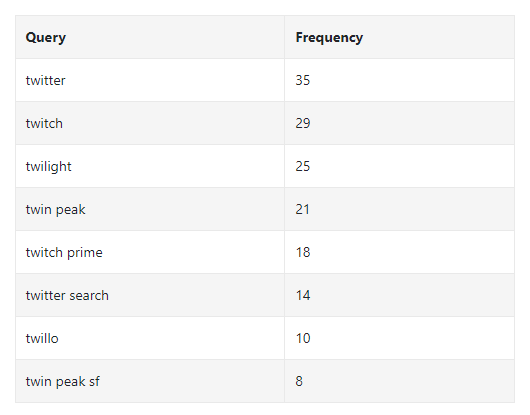 Query Frequency
twitter 35
twitch 29
twilight 25
twin peak 21
twitch prime 18
twitter search 14
twillo 10
twin peak sf 8